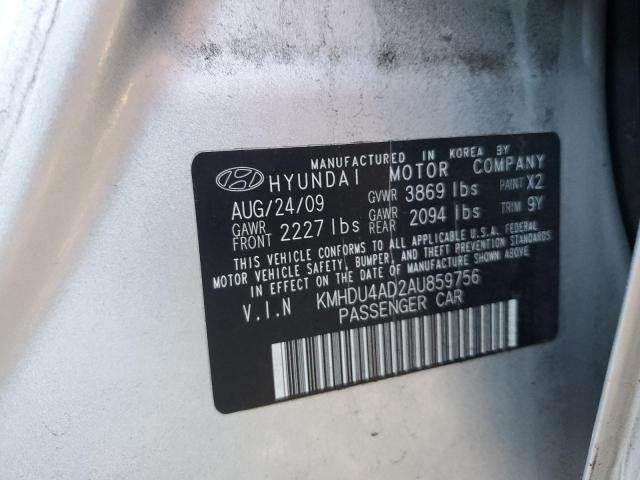 MANUFACTURED IN KOREA BY
HYUNDAI MOTOR COMPANY
AUG/24/09 GVWR 3869 lbs PAINT X2
GAWR FRONT 2227 lbs GAWR REAR 2094 lbs TRIM 9Y
THIS VEHICLE CONFORMS TO ALL APPLICABLE U.S.A. FEDERAL
MOTOR VEHICLE SAFETY, BUMPER, AND THEFT PREVENTION STANDARDS
IN EFFECT ON THE DATE OF MANUFACTURE SHOWN ABOVE
V.I.N KMHDU4AD2AU859756
PASSENGER CAR